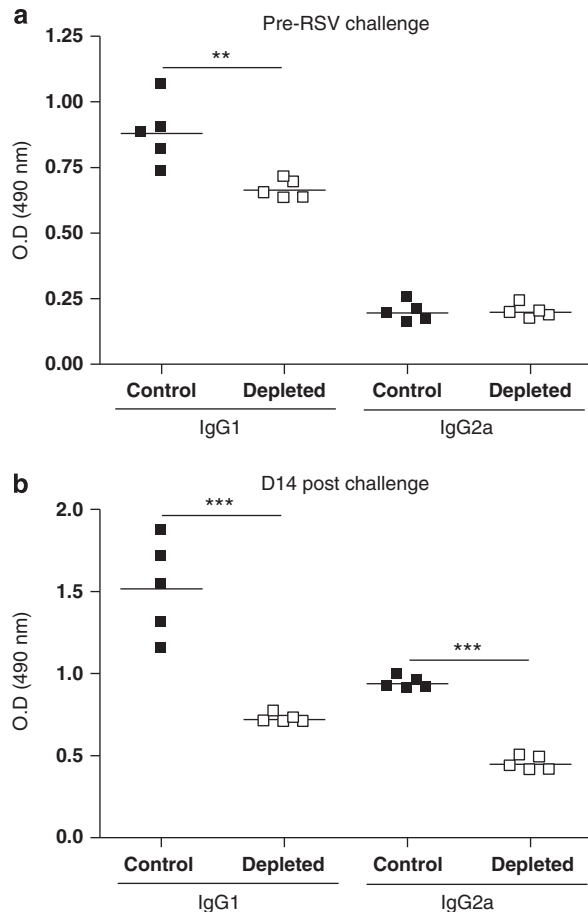 a
Pre-RSV challenge
1.25
**
1.00
0.75
0.50
0.25
0.00
O.D (490 nm)
Control Depleted Control Depleted
IgG1 IgG2a
b
D14 post challenge
2.0
***
1.5
***
1.0
0.5
0.0
O.D (490 nm)
Control Depleted Control Depleted
IgG1 IgG2a